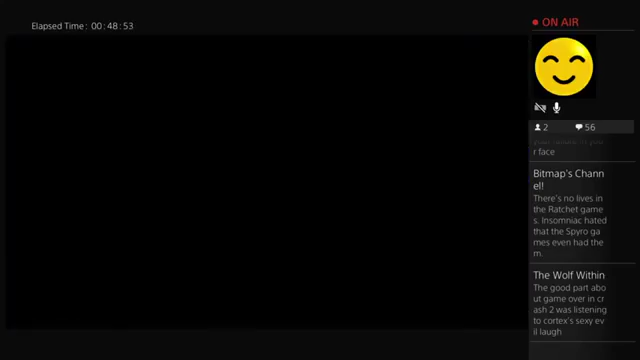 Elapsed Time: 00:48:53
ON AIR
2 56
r face
Bitmap's Chann
el!
There's no lives in
the Ratchet game
s. Insomniac hated
that the Spyro ga
mes even had the
m.
The Wolf Within
The good part abo
ut game over in cr
ash 2 was listening
to cortex's sexy ev
il laugh